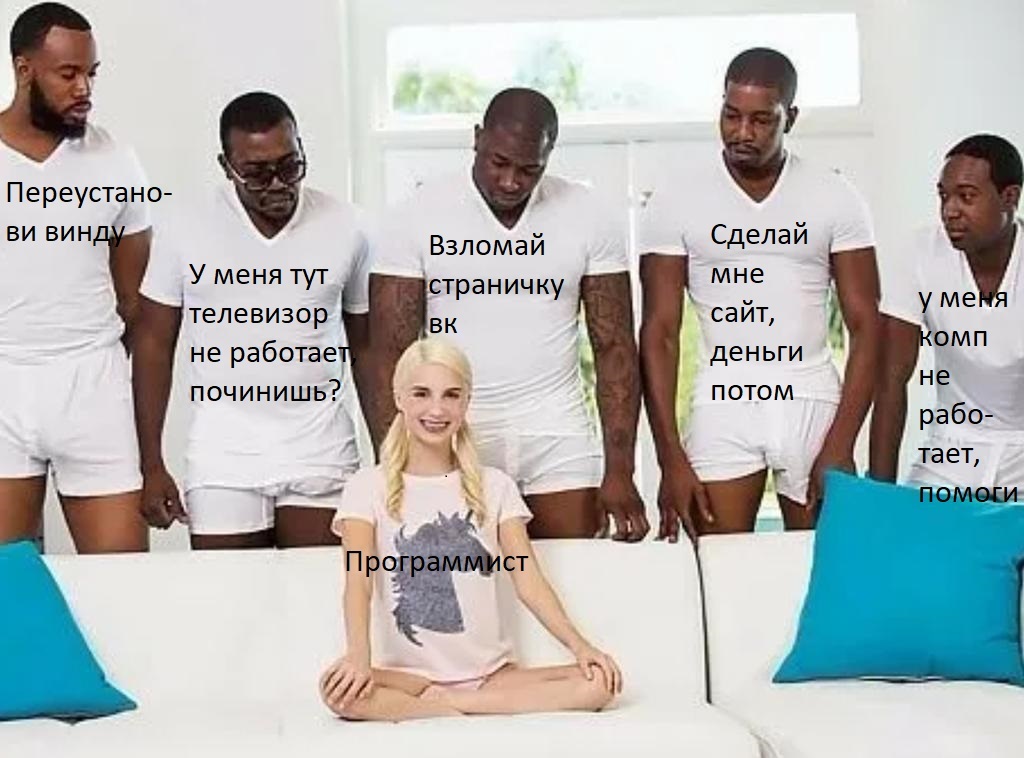 Переустано-
ви винду
У меня тут
телевизор
не работает,
починишь?
Взломай
страничку
вк
Сделай
мне
сайт,
деньги
потом
у меня
комп
не
рабо-
тает,
помоги
Программист